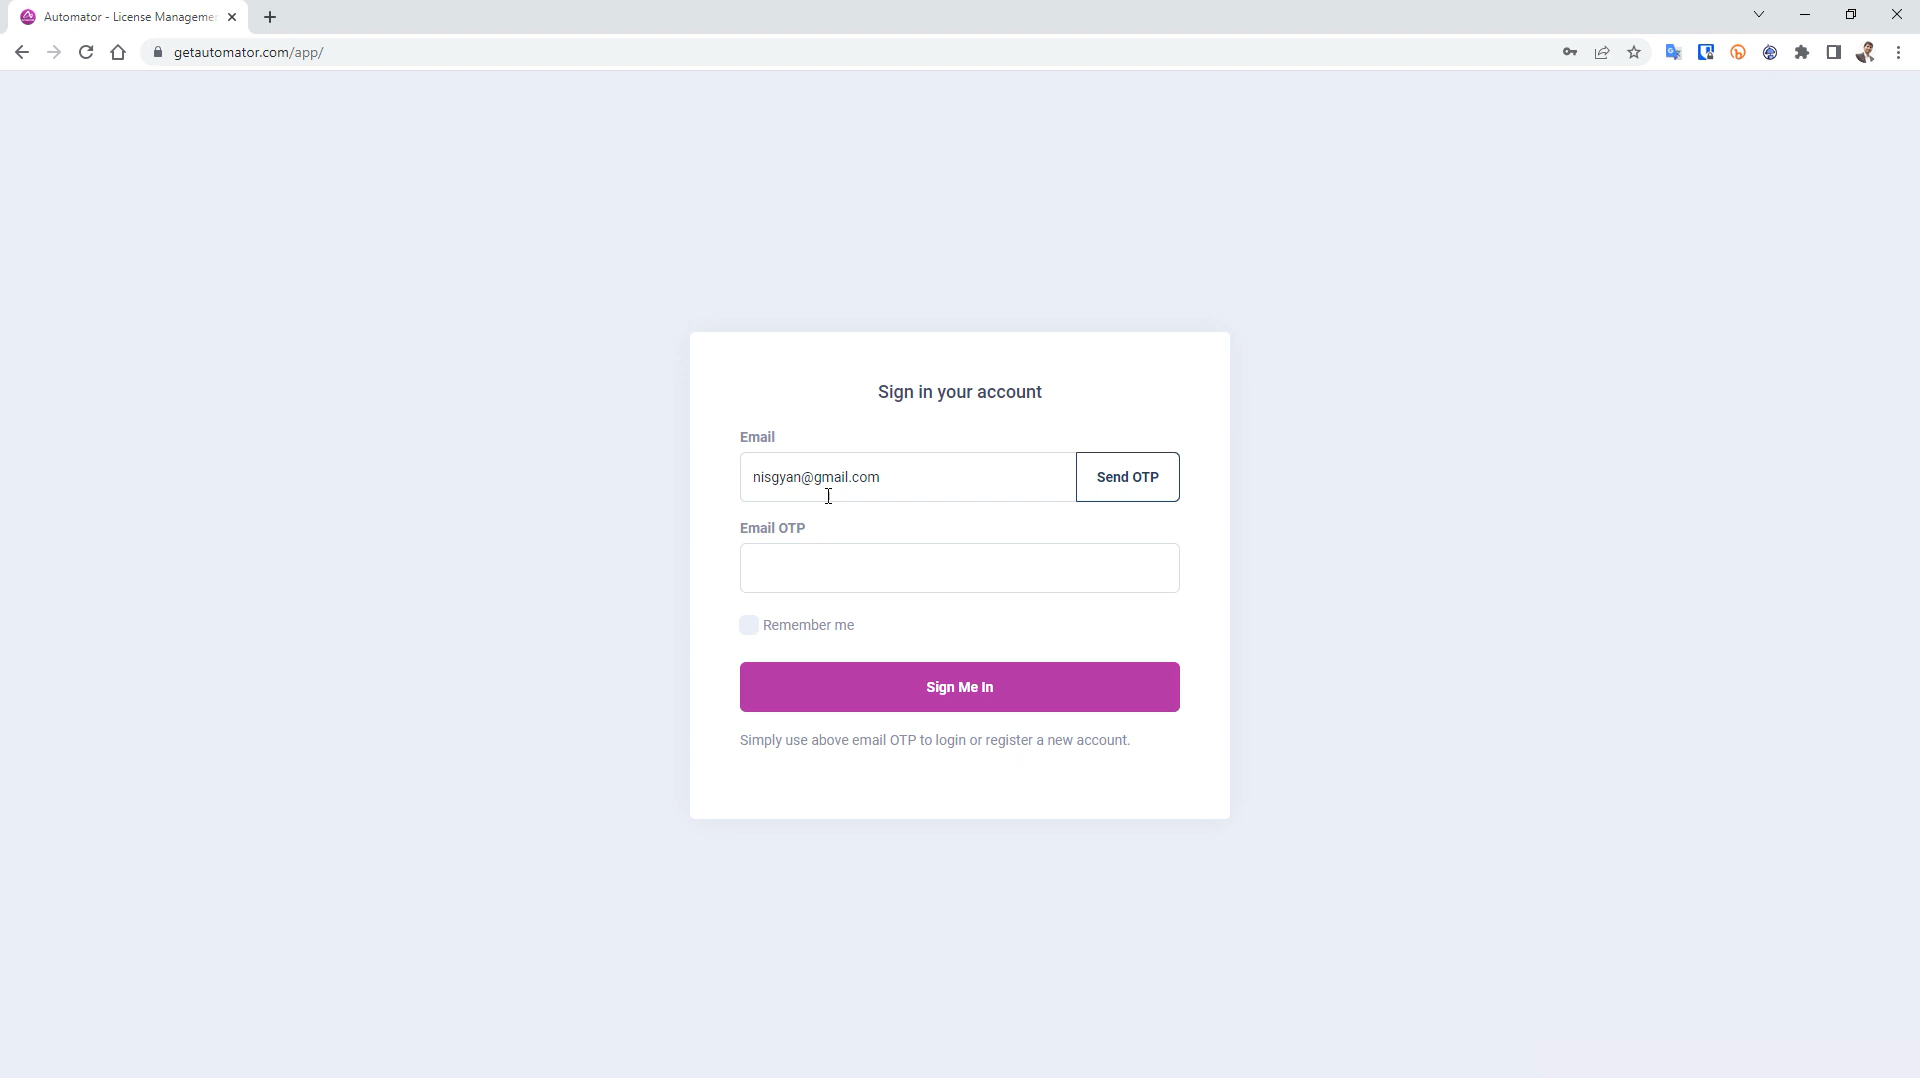 Automator - License Manageme
getautomator.com/app/
Sign in your account
Email
nisgyan@gmail.com
Send OTP
Email OTP
Remember me
Sign Me In
Simply use above email OTP to login or register a new account.